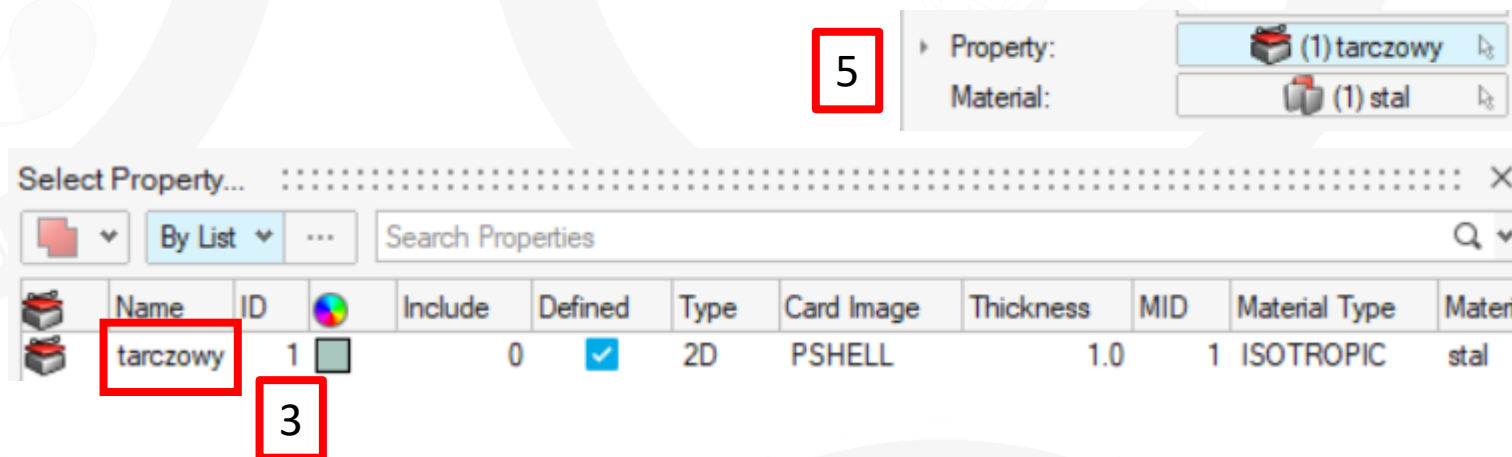 5
Property: (1) tarczowy
Material: (1) stal
Select Property...
By List ... Search Properties
Name ID Include Defined Type Card Image Thickness MID Material Type Materi
tarczowy 1 0 2D PSHELL 1.0 1 ISOTROPIC stal
3